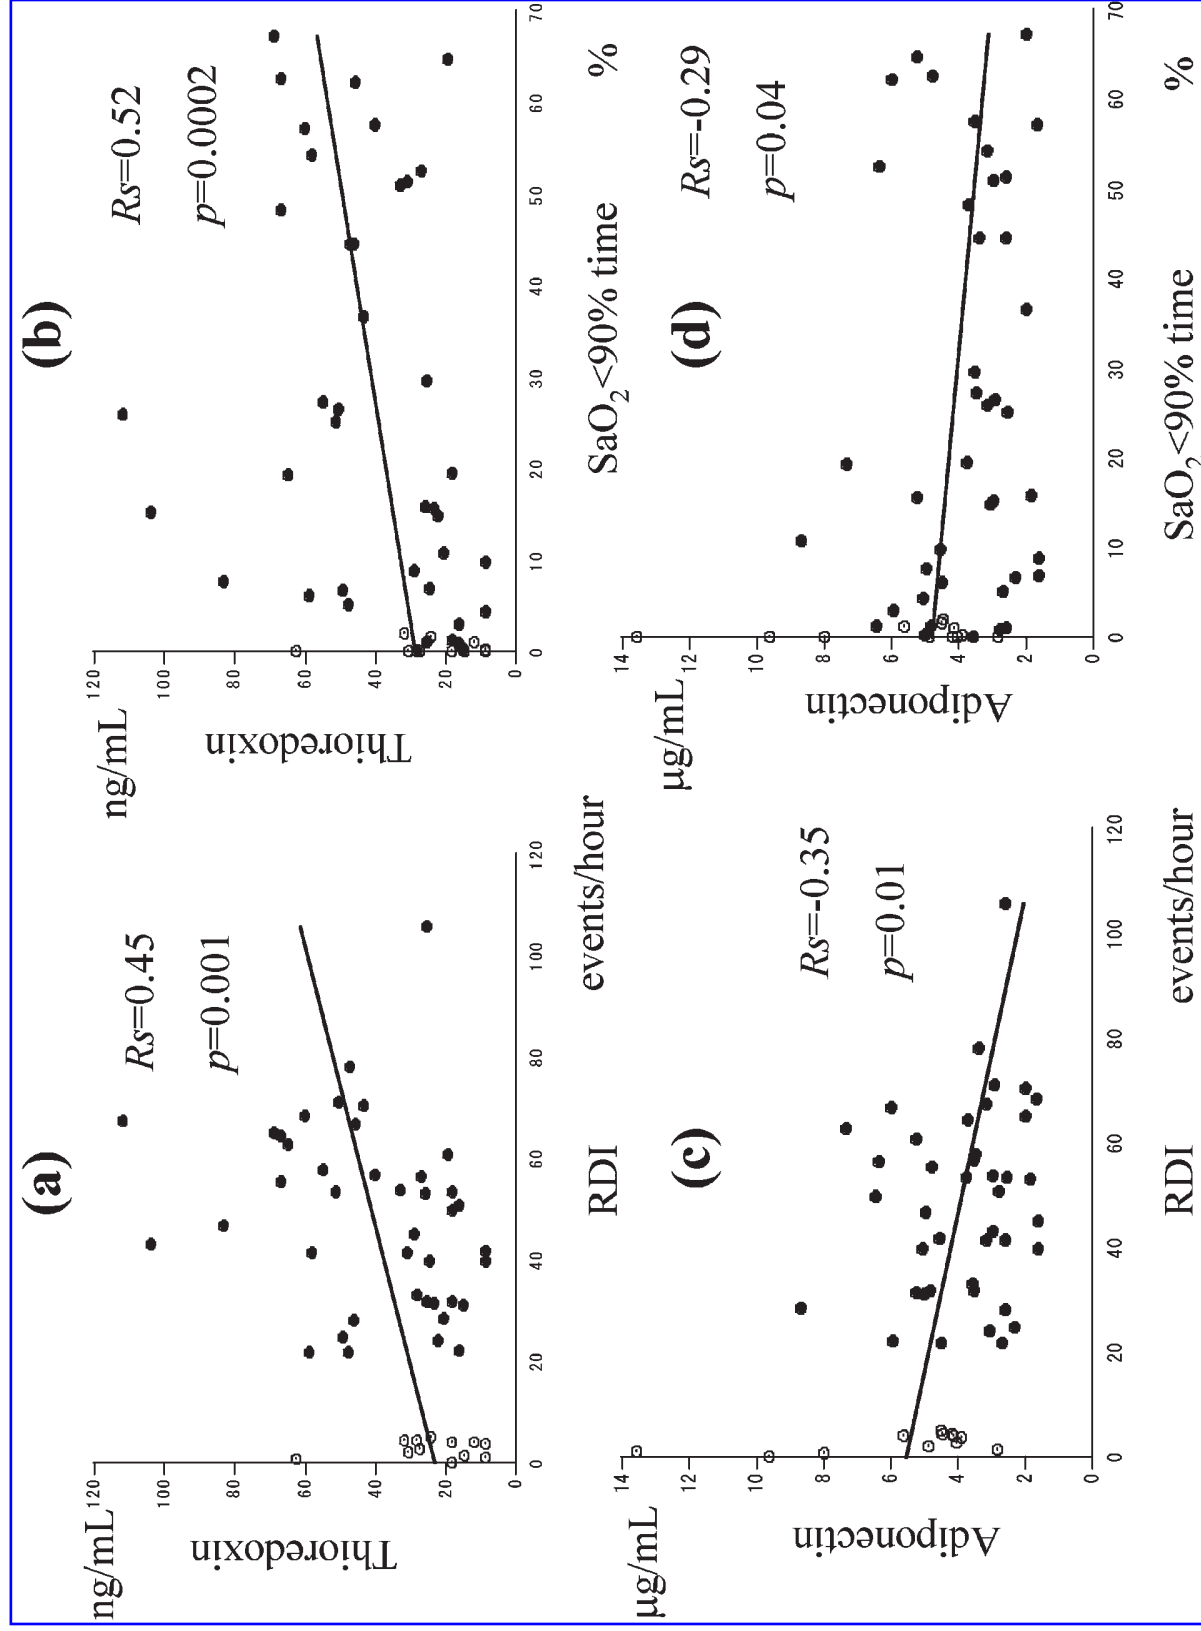 (a)
ng/mL
Rs=0.45
p=0.001
120
100
80
60
40
20
0
Thioredoxin
0 20 40 60 80 100 120
RDI events/hour
(b)
ng/mL
Rs=0.52
p=0.0002
120
100
80
60
40
20
0
Thioredoxin
0 10 20 30 40 50 60 70
SaO2<90% time %
(c)
µg/mL
Rs=-0.35
p=0.01
14
12
10
8
6
4
2
0
Adiponectin
0 20 40 60 80 100 120
RDI events/hour
(d)
µg/mL
Rs=-0.29
p=0.04
14
12
10
8
6
4
2
0
Adiponectin
0 10 20 30 40 50 60 70
SaO2<90% time %